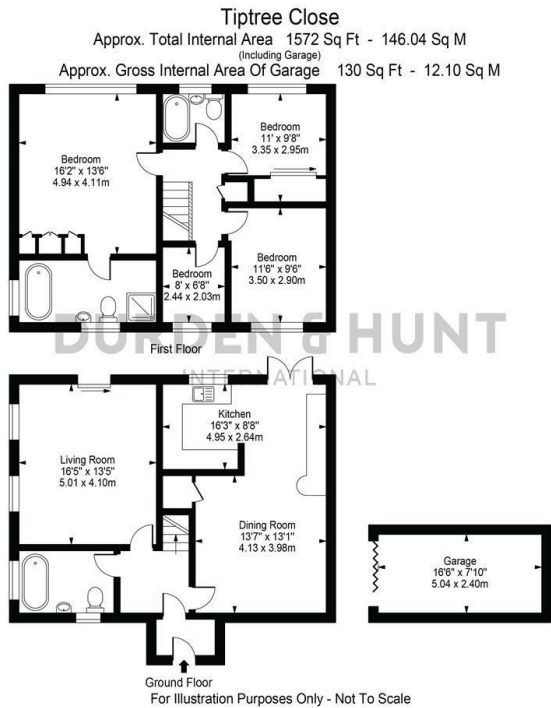 Tiptree Close
Approx. Total Internal Area 1572 Sq Ft - 146.04 Sq M
(Including Garage)
Approx. Gross Internal Area Of Garage 130 Sq Ft - 12.10 Sq M
Bedroom
16'2" x 13'6"
4.94 x 4.11m
Bedroom
11' x 9'8"
3.35 x 2.95m
Bedroom
8' x 6'8"
2.44 x 2.03m
Bedroom
11'6" x 9'6"
3.50 x 2.90m
DURDEN & HUNT
INTERNATIONAL
First Floor
Living Room
16'5" x 13'5"
5.01 x 4.10m
Kitchen
16'3" x 8'8"
4.95 x 2.64m
Dining Room
13'7" x 13'1"
4.13 x 3.98m
Garage
16'6" x 7'10"
5.04 x 2.40m
Ground Floor
For Illustration Purposes Only - Not To Scale